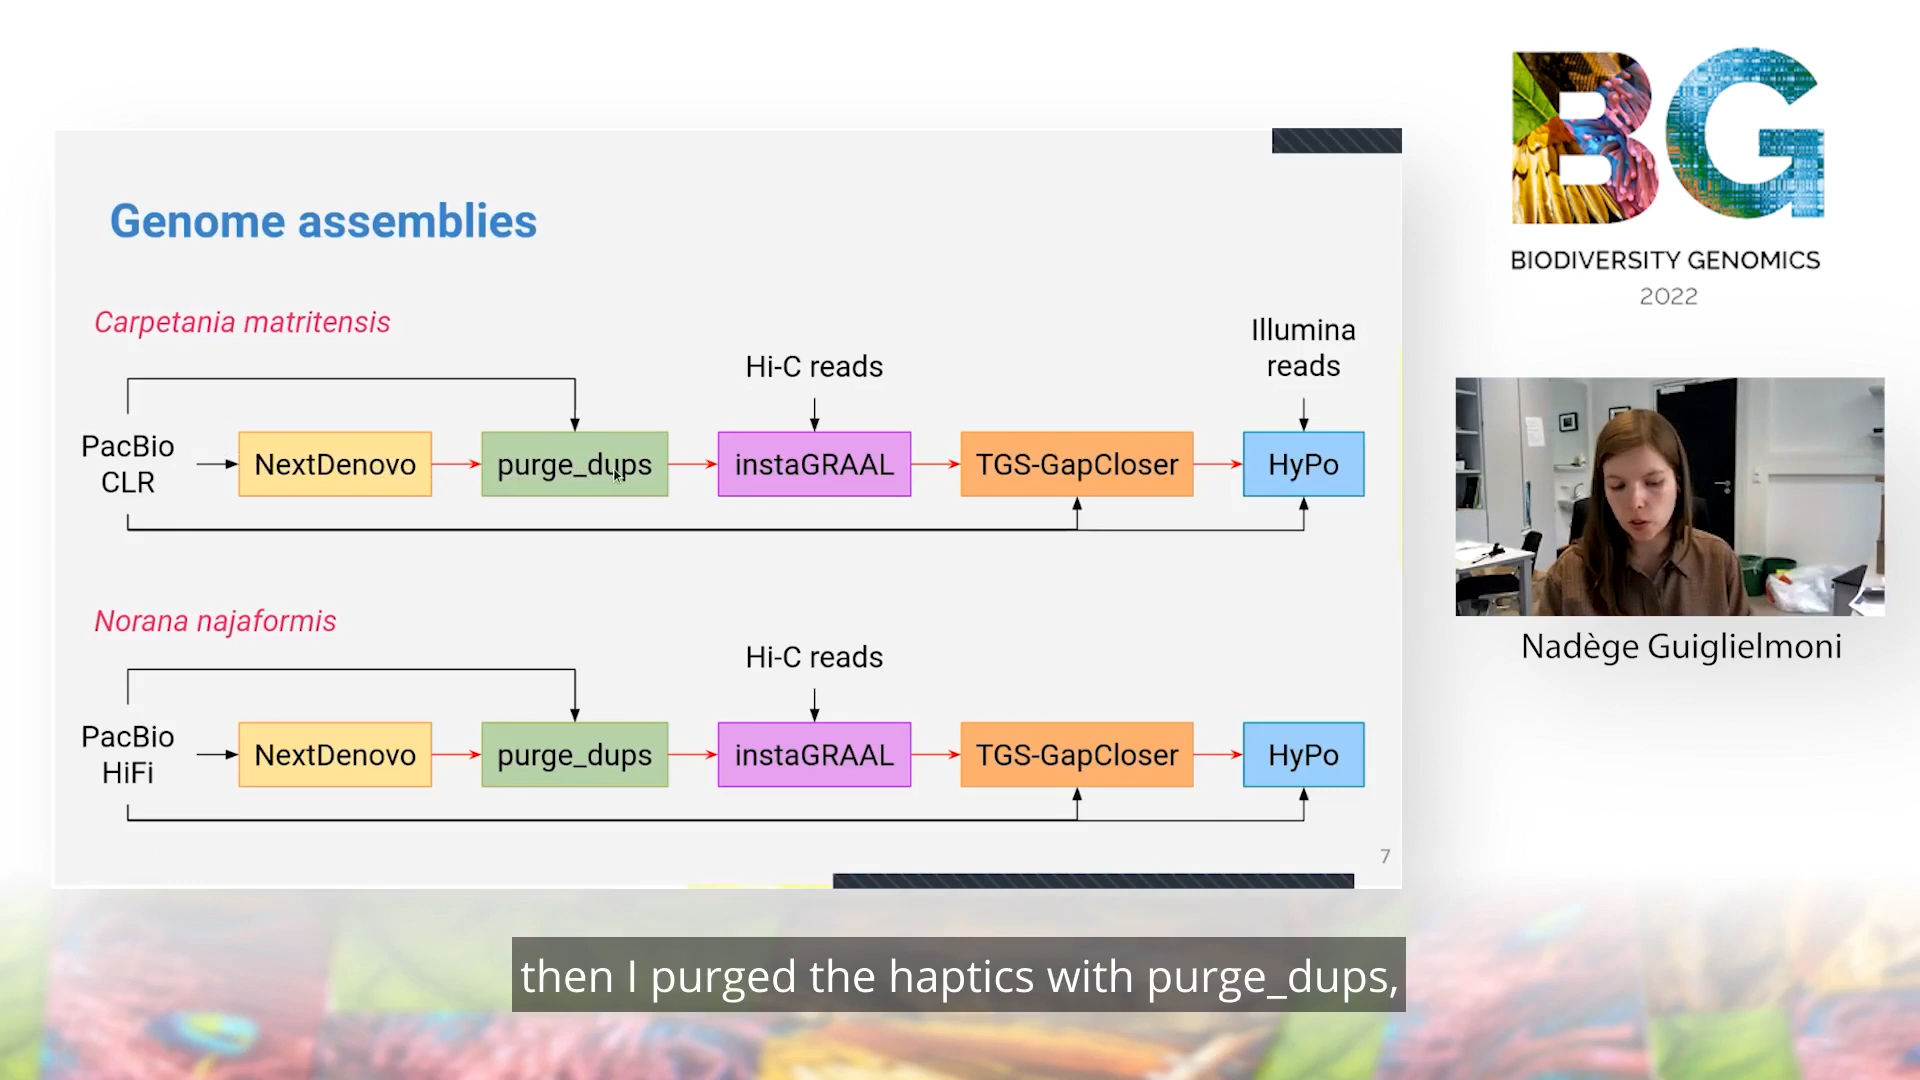 BG
BIODIVERSITY GENOMICS
2022
Genome assemblies
Carpetania matritensis
Illumina
reads
Hi-C reads
PacBio
CLR
NextDenovo
purge_dups
instaGRAAL
TGS-GapCloser
HyPo
Norana najaformis
Hi-C reads
PacBio
HiFi
NextDenovo
purge_dups
instaGRAAL
TGS-GapCloser
HyPo
7
Nadège Guiglielmoni
then I purged the haptics with purge_dups,